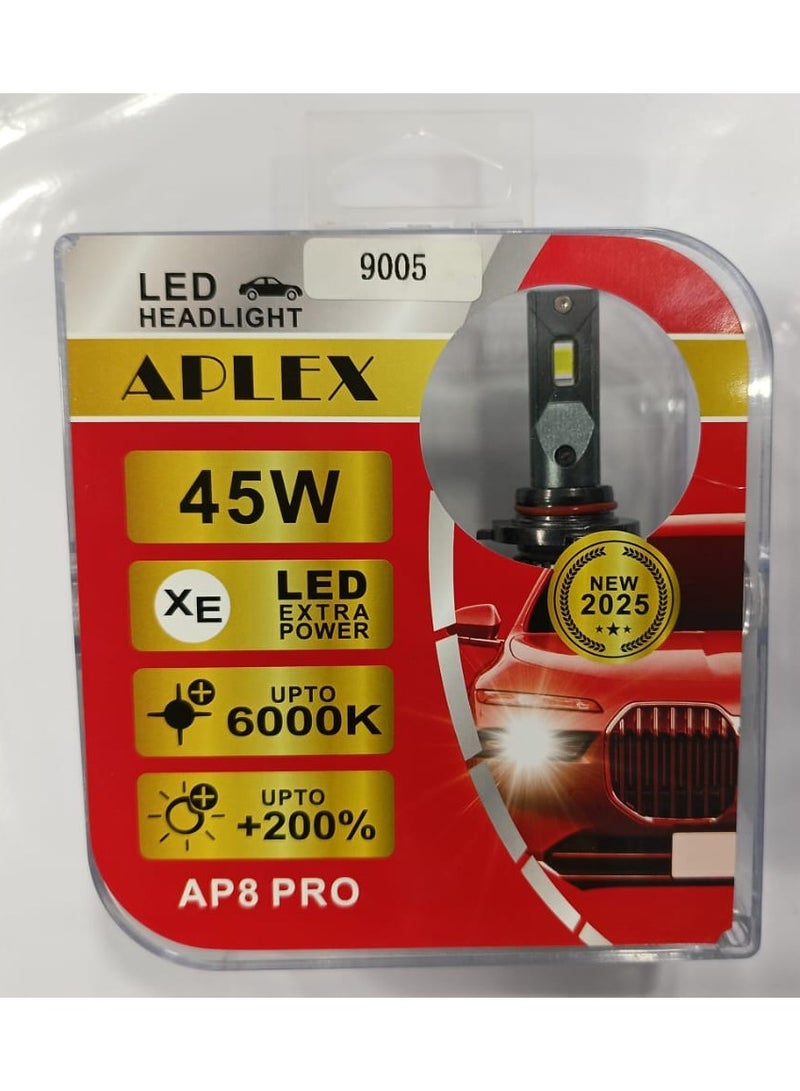 9005
LED
HEADLIGHT
APLEX
45W
XE
LED
EXTRA
POWER
UPTO
6000K
UPTO
+200%
AP8 PRO
NEW
2025